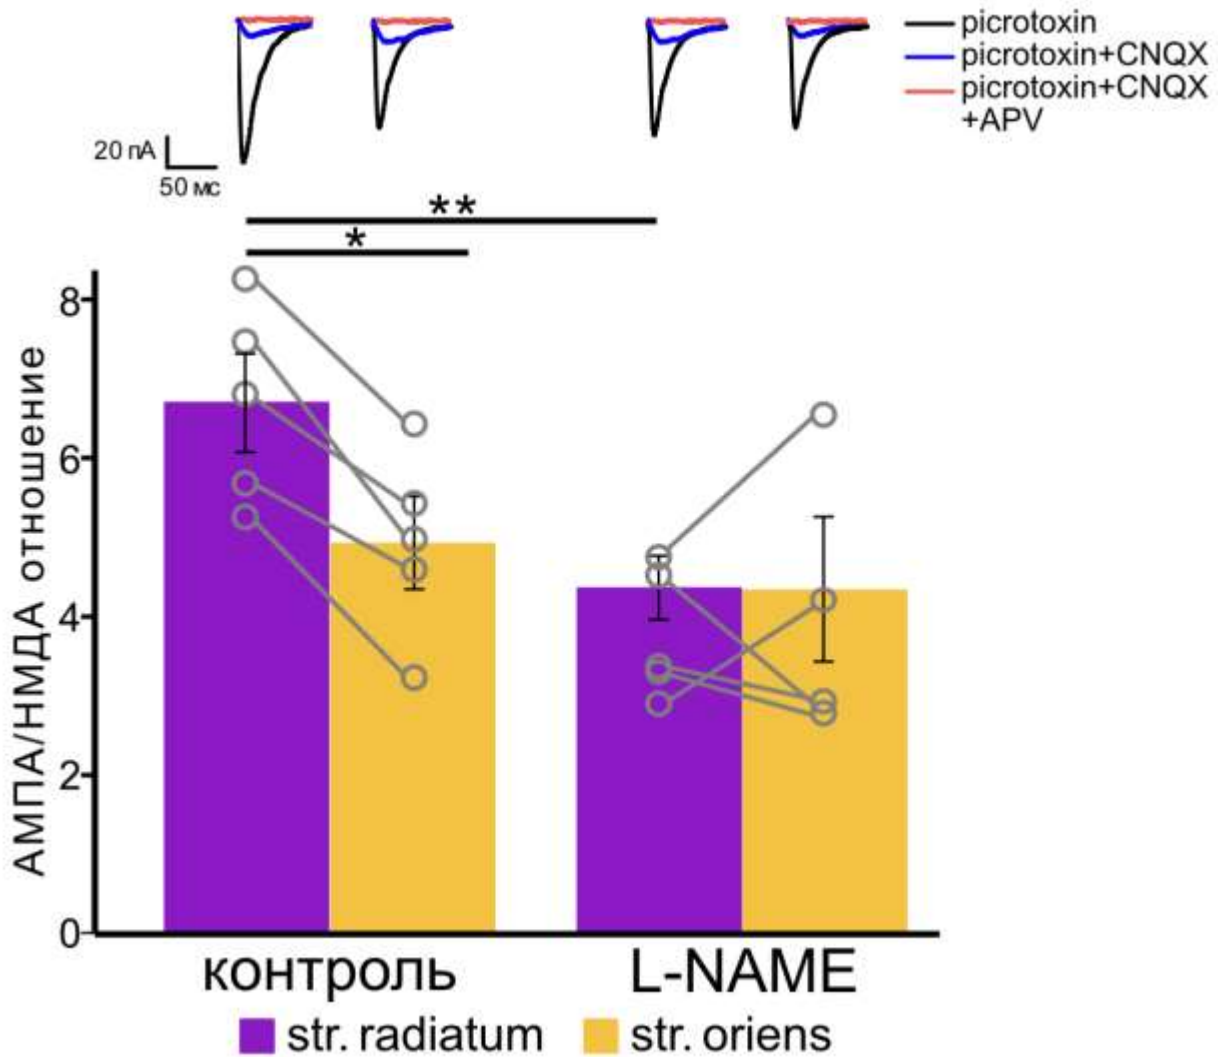 picrotoxin
picrotoxin+CNQX
picrotoxin+CNQX
+APV
20 пА
50 мс
**
*
АМПА/НМДА отношение
8
6
4
2
0
контроль
L-NAME
str. radiatum
str. oriens